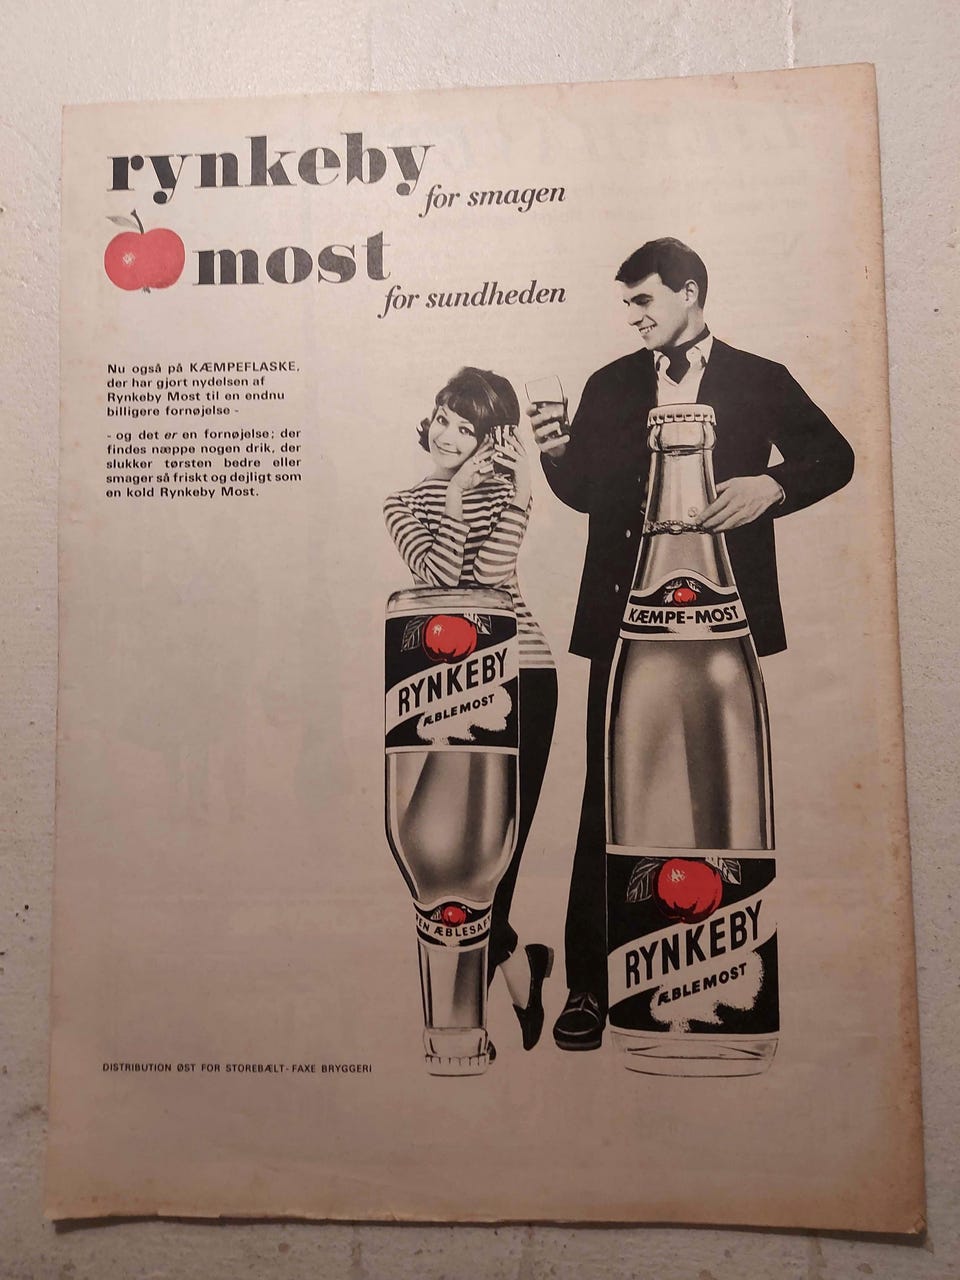 rynkeby
for smagen
most
for sundheden
Nu også på KÆMPEFLASKE,
der har gjort nydelsen af
Rynkeby Most til en endnu
billigere fornøjelse -
- og det er en fornøjelse; der
findes næppe nogen drik, der
slukker tørsten bedre eller
smager så friskt og dejligt som
en kold Rynkeby Most.
KÆMPE-MOST
RYNKEBY
ÆBLEMOST
EN ÆBLESAF
RYNKEBY
ÆBLEMOST
DISTRIBUTION ØST FOR STOREBÆLT - FAXE BRYGGERI